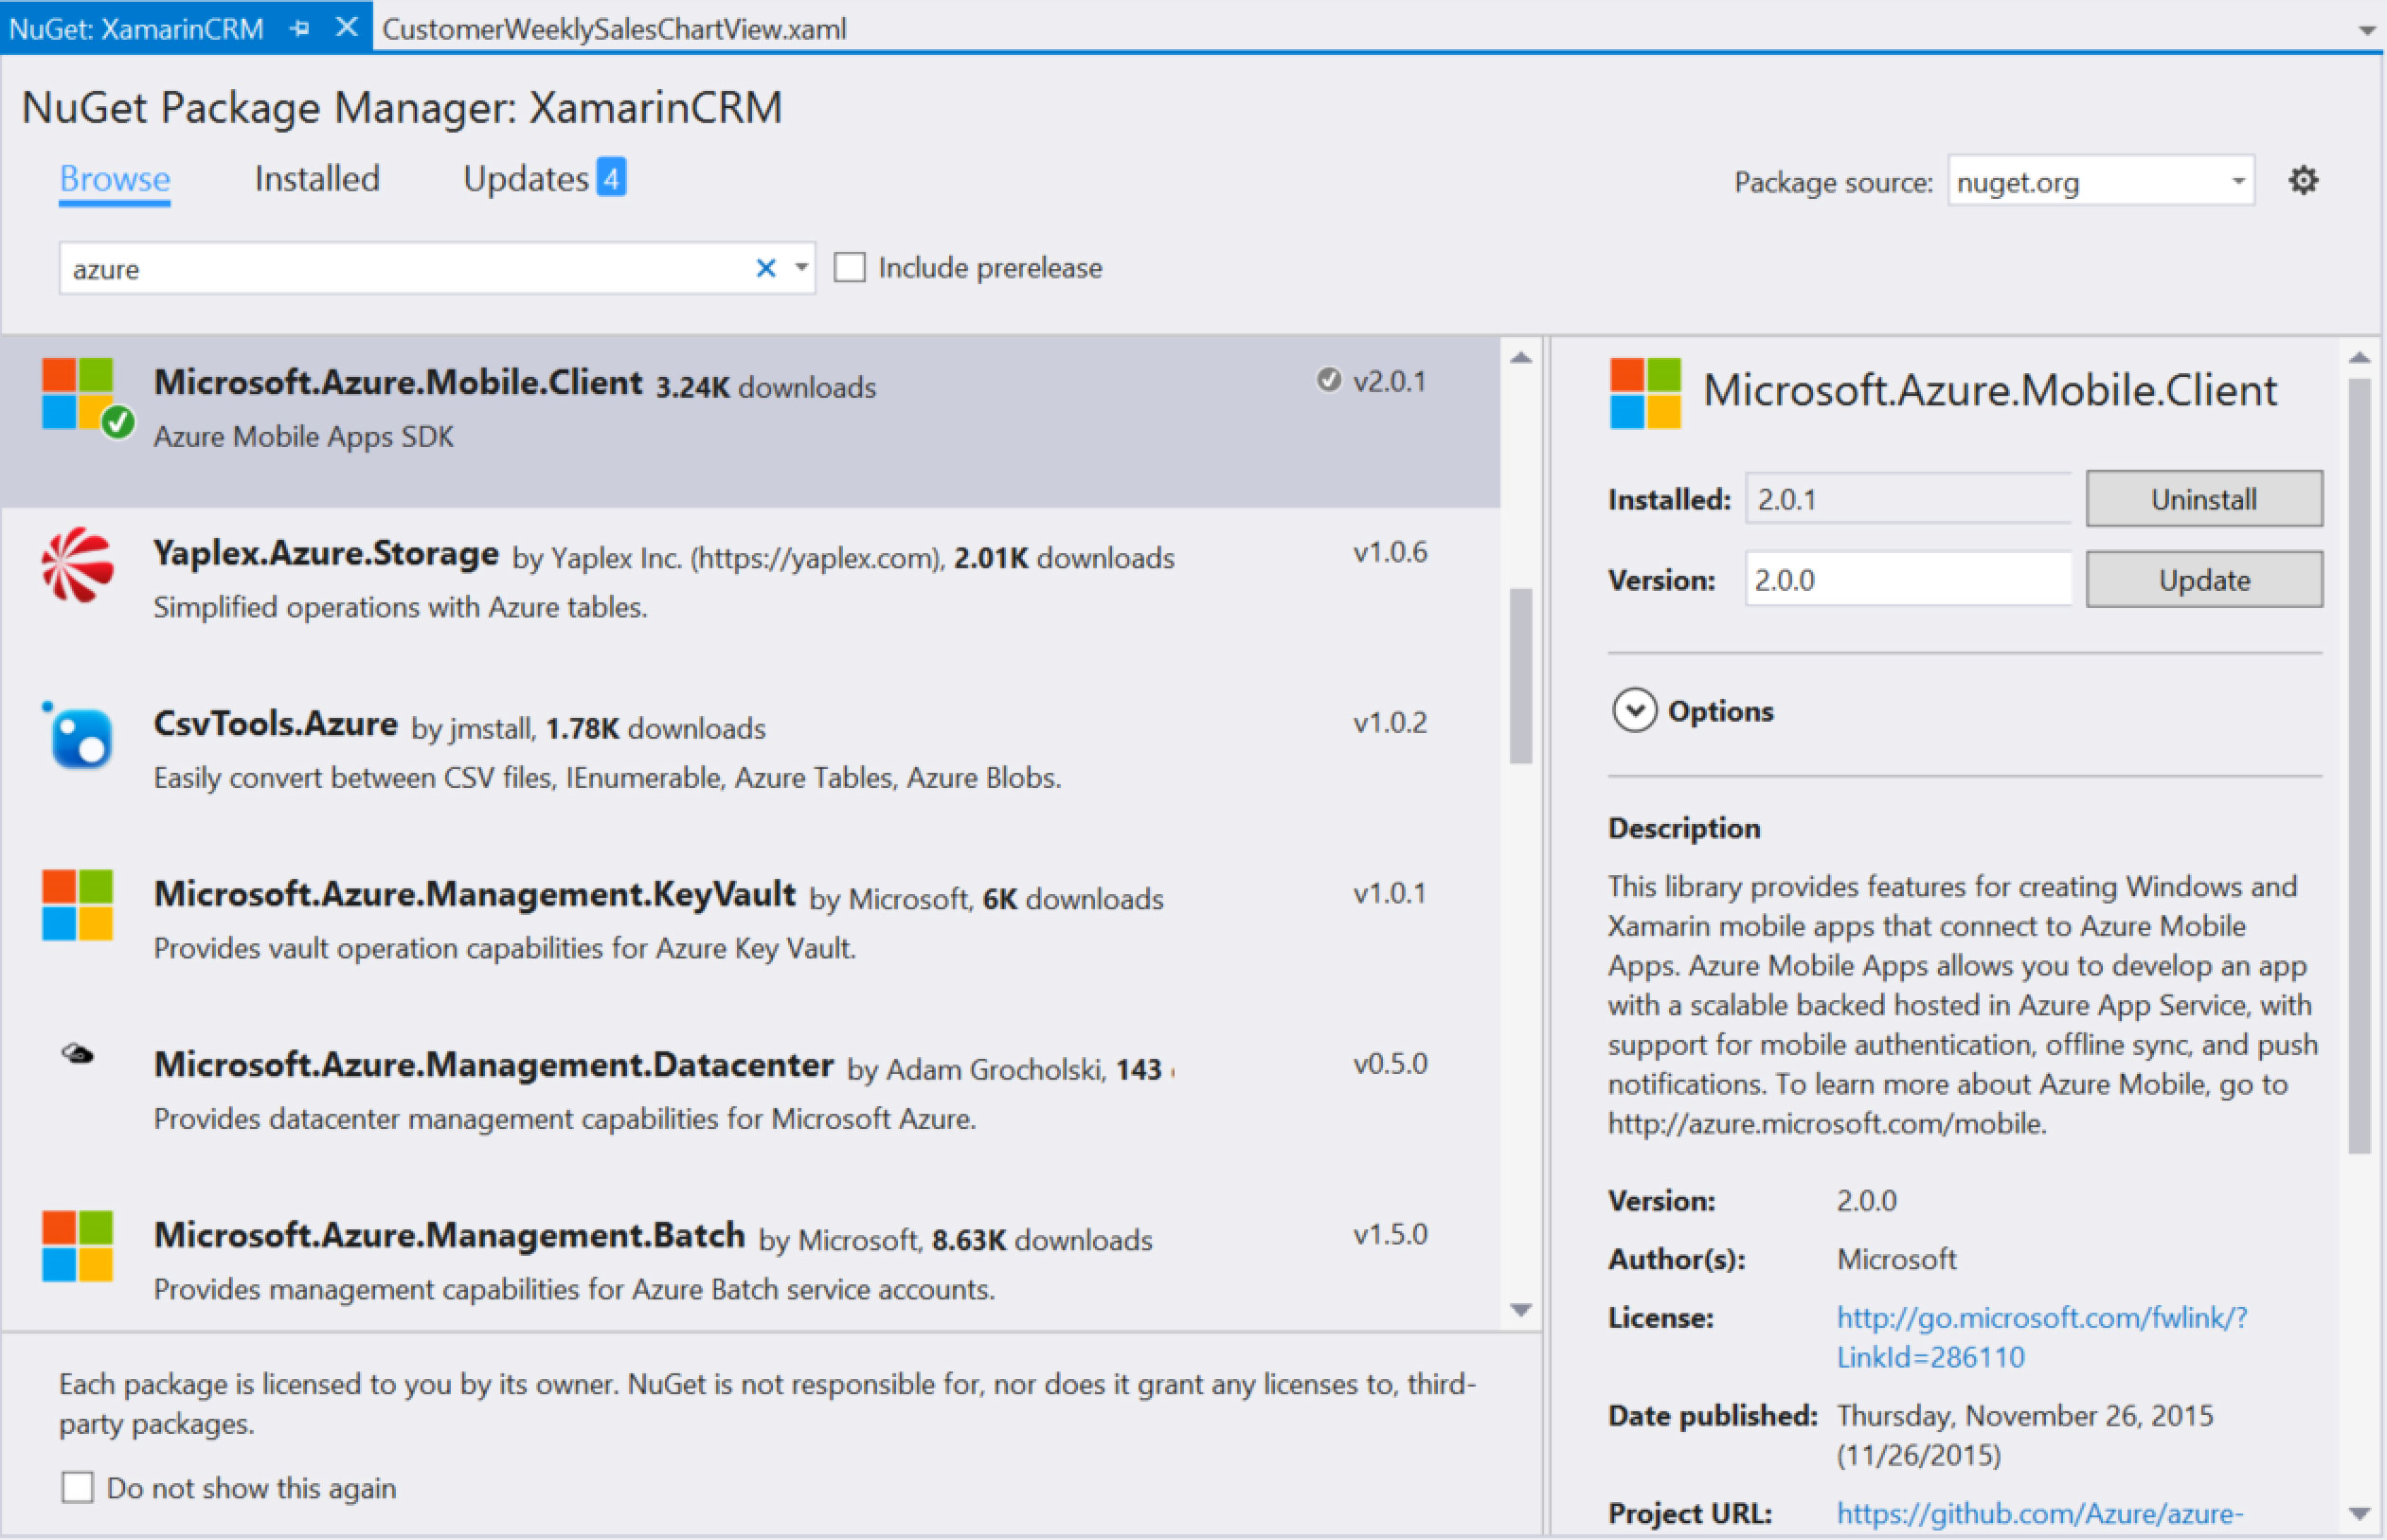 NuGet: XamarinCRM
CustomerWeeklySalesChartView.xaml
NuGet Package Manager: XamarinCRM
Browse
Installed
Updates 4
Package source: nuget.org
azure
Include prerelease
Microsoft.Azure.Mobile.Client 3.24K downloads
v2.0.1
Azure Mobile Apps SDK
Yaplex.Azure.Storage by Yaplex Inc. (https://yaplex.com), 2.01K downloads
v1.0.6
Simplified operations with Azure tables.
CsvTools.Azure by jmstall, 1.78K downloads
v1.0.2
Easily convert between CSV files, IEnumerable, Azure Tables, Azure Blobs.
Microsoft.Azure.Management.KeyVault by Microsoft, 6K downloads
v1.0.1
Provides vault operation capabilities for Azure Key Vault.
Microsoft.Azure.Management.Datacenter by Adam Grocholski, 143
v0.5.0
Provides datacenter management capabilities for Microsoft Azure.
Microsoft.Azure.Management.Batch by Microsoft, 8.63K downloads
v1.5.0
Provides management capabilities for Azure Batch service accounts.
Each package is licensed to you by its owner. NuGet is not responsible for, nor does it grant any licenses to, third-
party packages.
Do not show this again
Microsoft.Azure.Mobile.Client
Installed: 2.0.1 Uninstall
Version: 2.0.0 Update
Options
Description
This library provides features for creating Windows and
Xamarin mobile apps that connect to Azure Mobile
Apps. Azure Mobile Apps allows you to develop an app
with a scalable backed hosted in Azure App Service, with
support for mobile authentication, offline sync, and push
notifications. To learn more about Azure Mobile, go to
http://azure.microsoft.com/mobile.
Version: 2.0.0
Author(s): Microsoft
License: http://go.microsoft.com/fwlink/?
LinkId=286110
Date published: Thursday, November 26, 2015
(11/26/2015)
Project URL: https://github.com/Azure/azure-